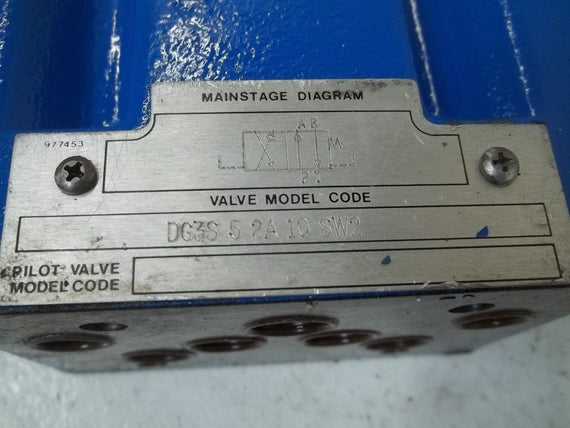 MAINSTAGE DIAGRAM
977453
A B
P T
VALVE MODEL CODE
DG3S 5 2A 10 SW2
PILOT VALVE
MODEL CODE